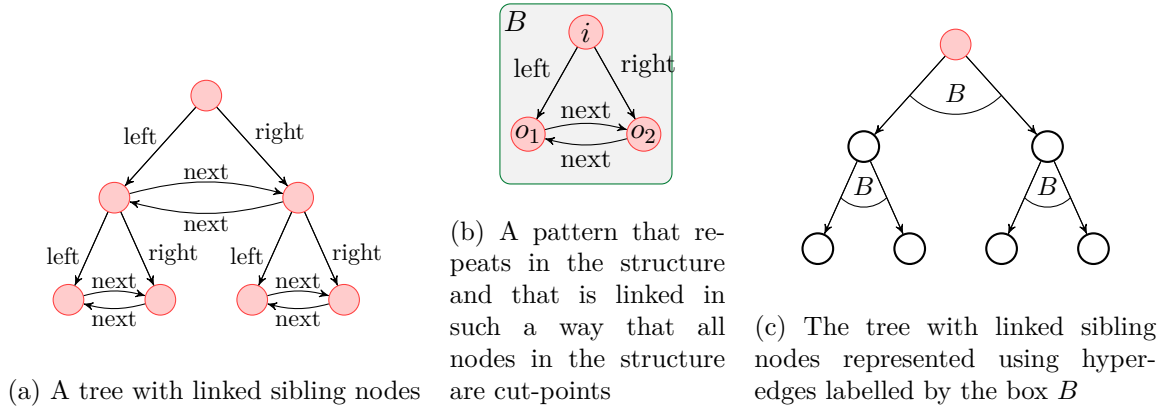 left
right
next
next
left
right
left
right
next
next
next
next
(a) A tree with linked sibling nodes
B
i
left
right
next
o1
o2
next
(b) A pattern that re-
peats in the structure
and that is linked in
such a way that all
nodes in the structure
are cut-points
B
B
B
(c) The tree with linked sibling
nodes represented using hyper-
edges labelled by the box B